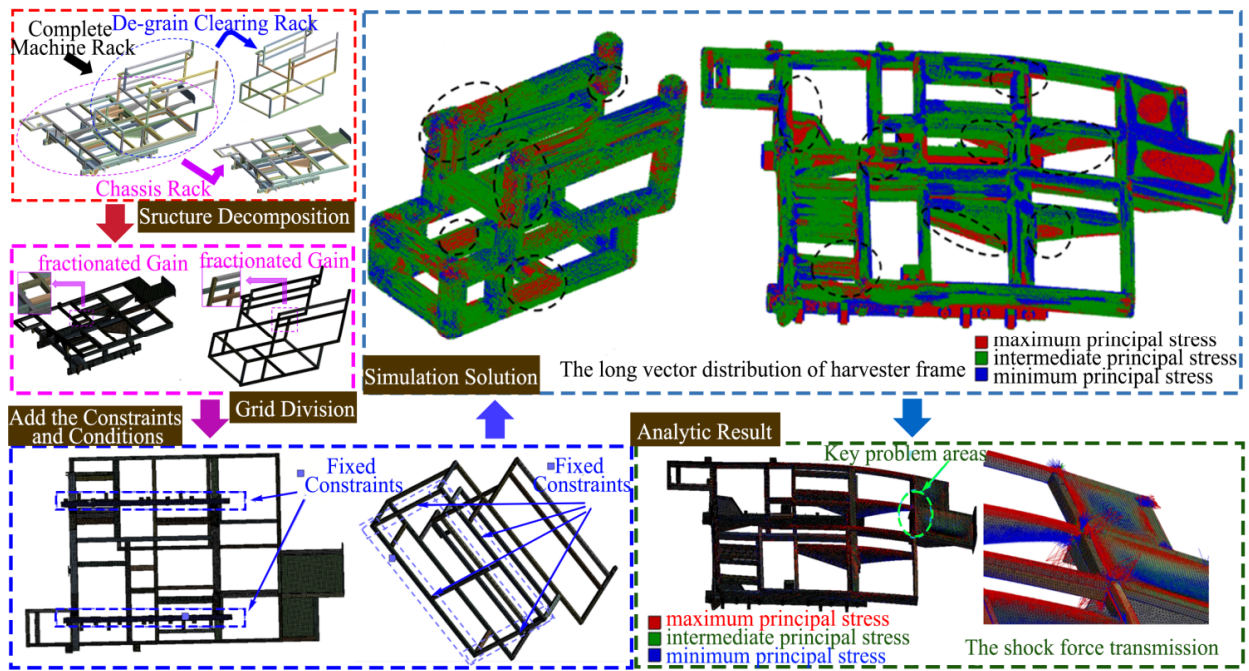 Complete
Machine Rack
De-grain Clearing Rack
Chassis Rack
Sructure Decomposition
fractionated Gain
fractionated Gain
Grid Division
Add the Constraints
and Conditions
Fixed
Constraints
Fixed
Constraints
Simulation Solution
The long vector distribution of harvester frame
maximum principal stress
intermediate principal stress
minimum principal stress
Analytic Result
Key problem areas
maximum principal stress
intermediate principal stress
minimum principal stress
The shock force transmission